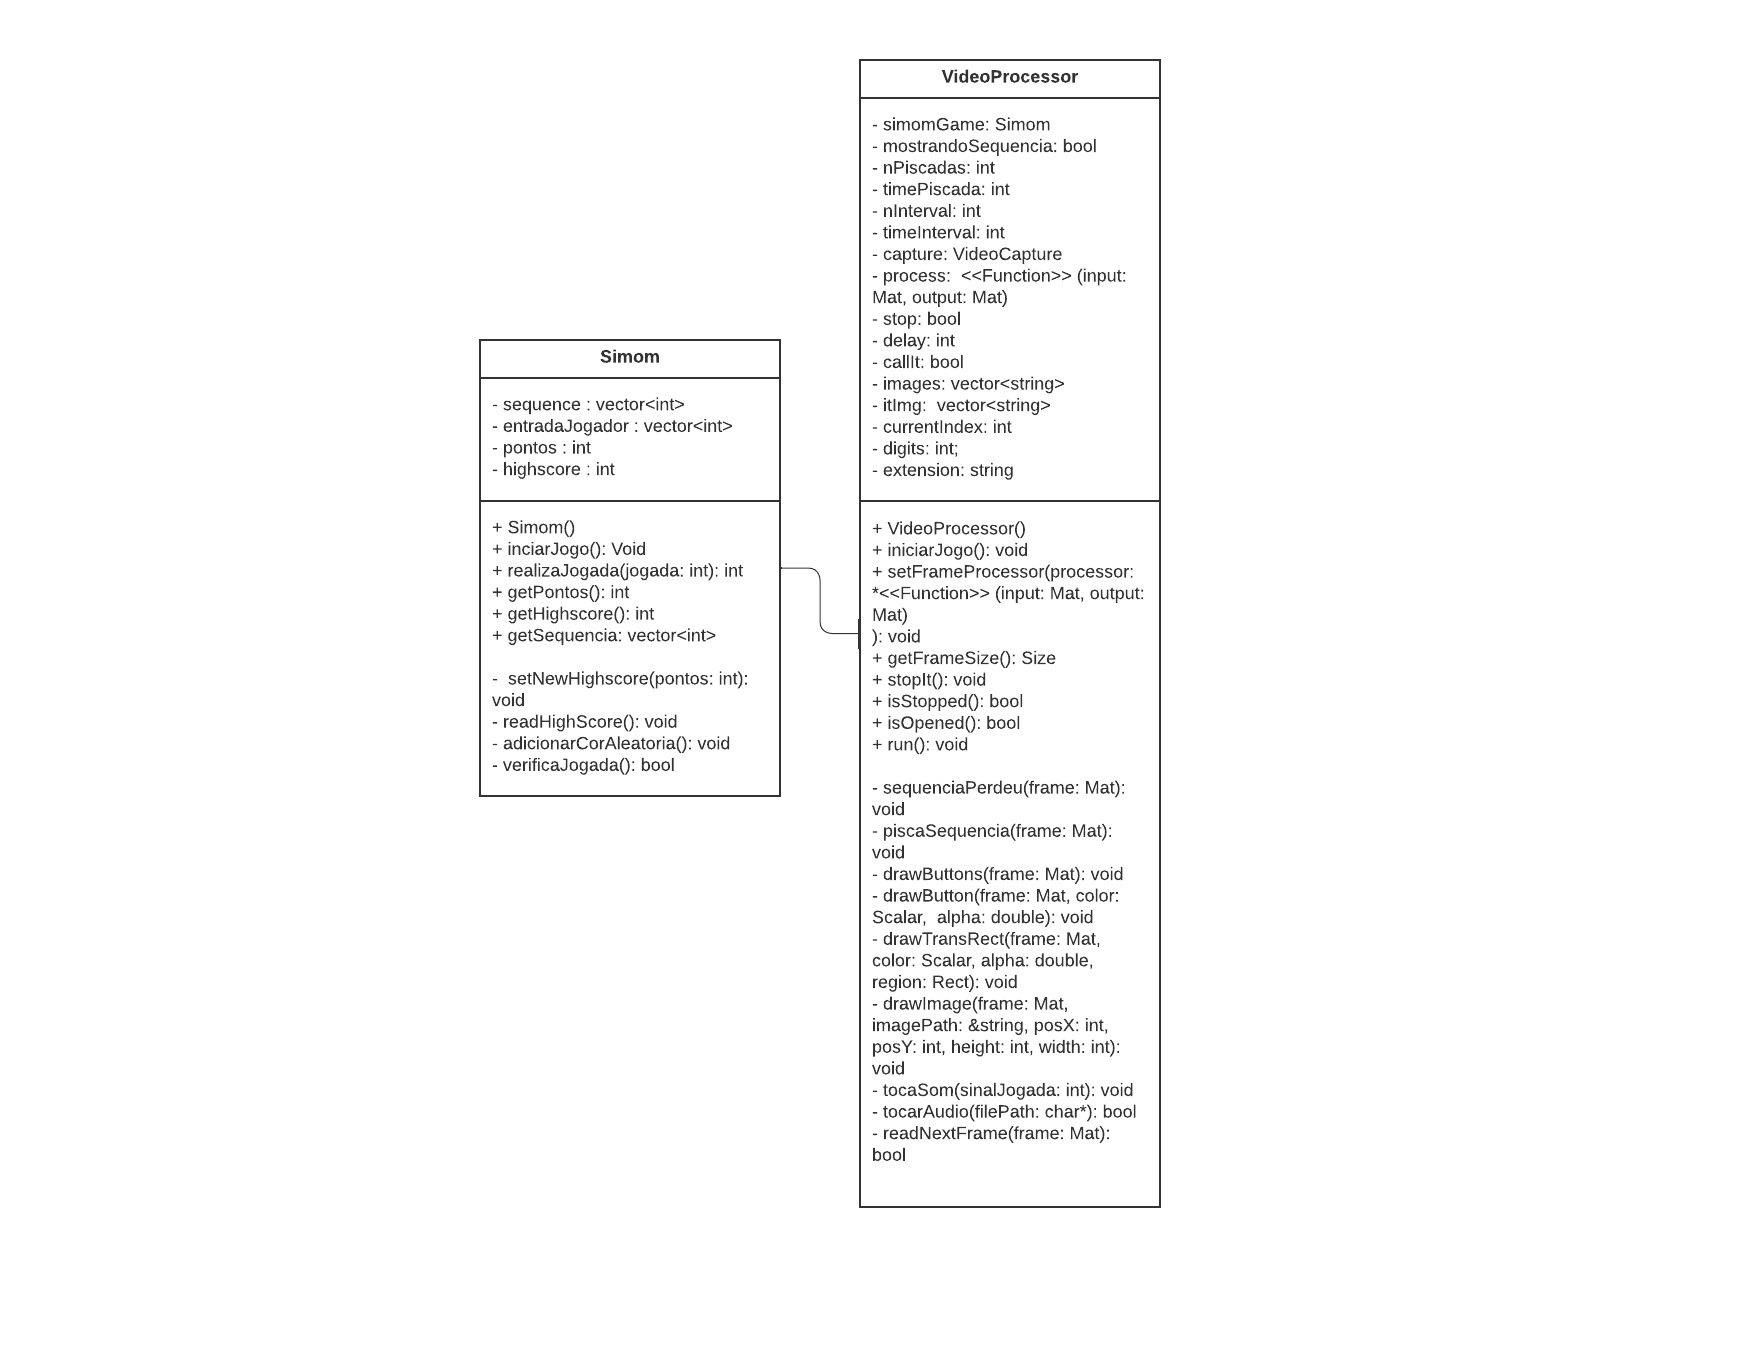 Simom
- sequence : vector<int>
- entradaJogador : vector<int>
- pontos : int
- highscore : int
+ Simom()
+ inciarJogo(): Void
+ realizaJogada(jogada: int): int
+ getPontos(): int
+ getHighscore(): int
+ getSequencia: vector<int>
-  setNewHighscore(pontos: int):
void
- readHighScore(): void
- adicionarCorAleatoria(): void
- verificaJogada(): bool
VideoProcessor
- simomGame: Simom
- mostrandoSequencia: bool
- nPiscadas: int
- timePiscada: int
- nInterval: int
- timeInterval: int
- capture: VideoCapture
- process:  <<Function>> (input:
Mat, output: Mat)
- stop: bool
- delay: int
- callIt: bool
- images: vector<string>
- itImg:  vector<string>
- currentIndex: int
- digits: int;
- extension: string
+ VideoProcessor()
+ iniciarJogo(): void
+ setFrameProcessor(processor:
*<<Function>> (input: Mat, output:
Mat)
): void
+ getFrameSize(): Size
+ stopIt(): void
+ isStopped(): bool
+ isOpened(): bool
+ run(): void
- sequenciaPerdeu(frame: Mat):
void
- piscaSequencia(frame: Mat):
void
- drawButtons(frame: Mat): void
- drawButton(frame: Mat, color:
Scalar,  alpha: double): void
- drawTransRect(frame: Mat,
color: Scalar, alpha: double,
region: Rect): void
- drawImage(frame: Mat,
imagePath: &string, posX: int,
posY: int, height: int, width: int):
void
- tocaSom(sinalJogada: int): void
- tocarAudio(filePath: char*): bool
- readNextFrame(frame: Mat):
bool